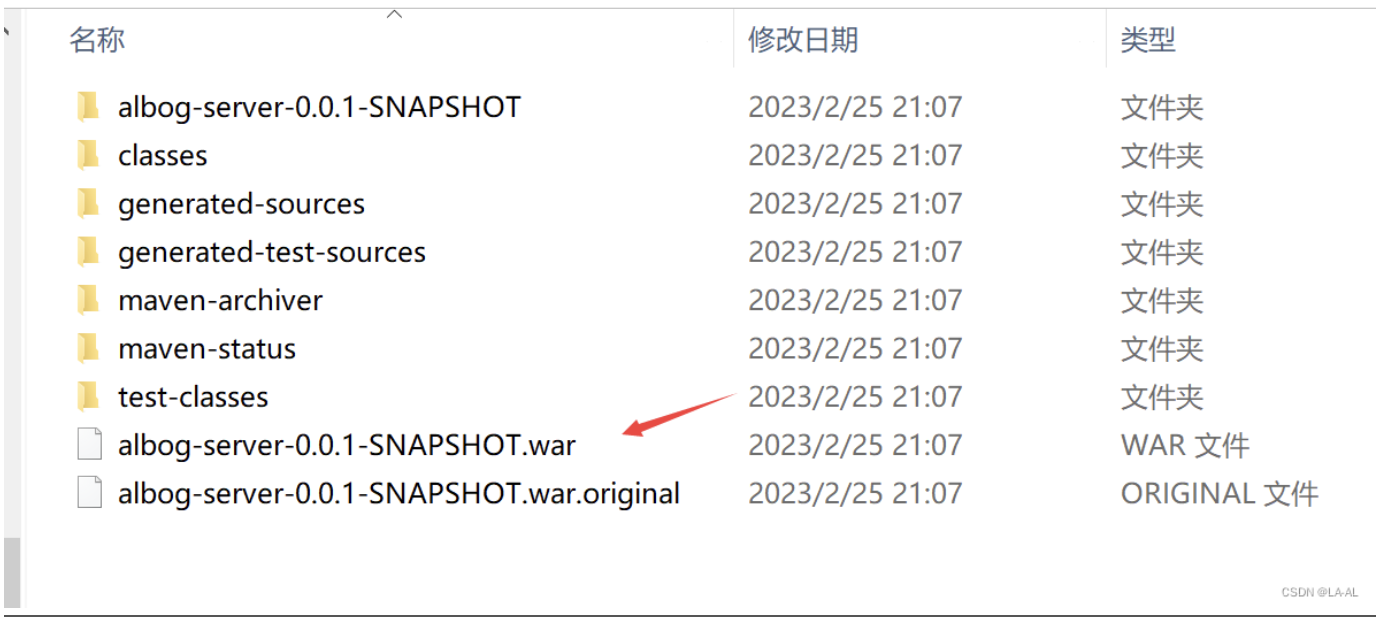 名称 修改日期 类型
albog-server-0.0.1-SNAPSHOT 2023/2/25 21:07 文件夹
classes 2023/2/25 21:07 文件夹
generated-sources 2023/2/25 21:07 文件夹
generated-test-sources 2023/2/25 21:07 文件夹
maven-archiver 2023/2/25 21:07 文件夹
maven-status 2023/2/25 21:07 文件夹
test-classes 2023/2/25 21:07 文件夹
albog-server-0.0.1-SNAPSHOT.war 2023/2/25 21:07 WAR 文件
albog-server-0.0.1-SNAPSHOT.war.original 2023/2/25 21:07 ORIGINAL 文件
CSDN @LA-AL